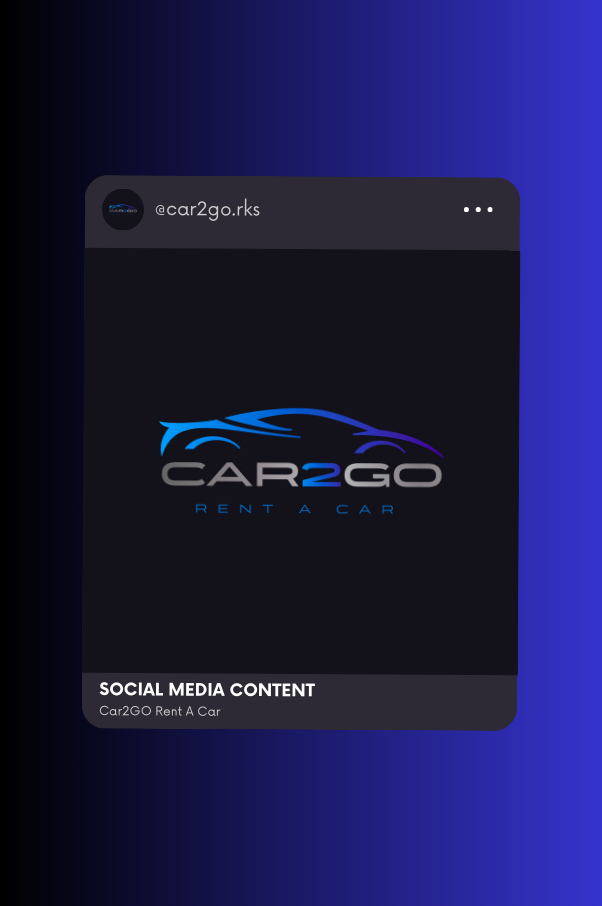 @car2go.rks
CAR2GO
RENT A CAR
SOCIAL MEDIA CONTENT
Car2GO Rent A Car